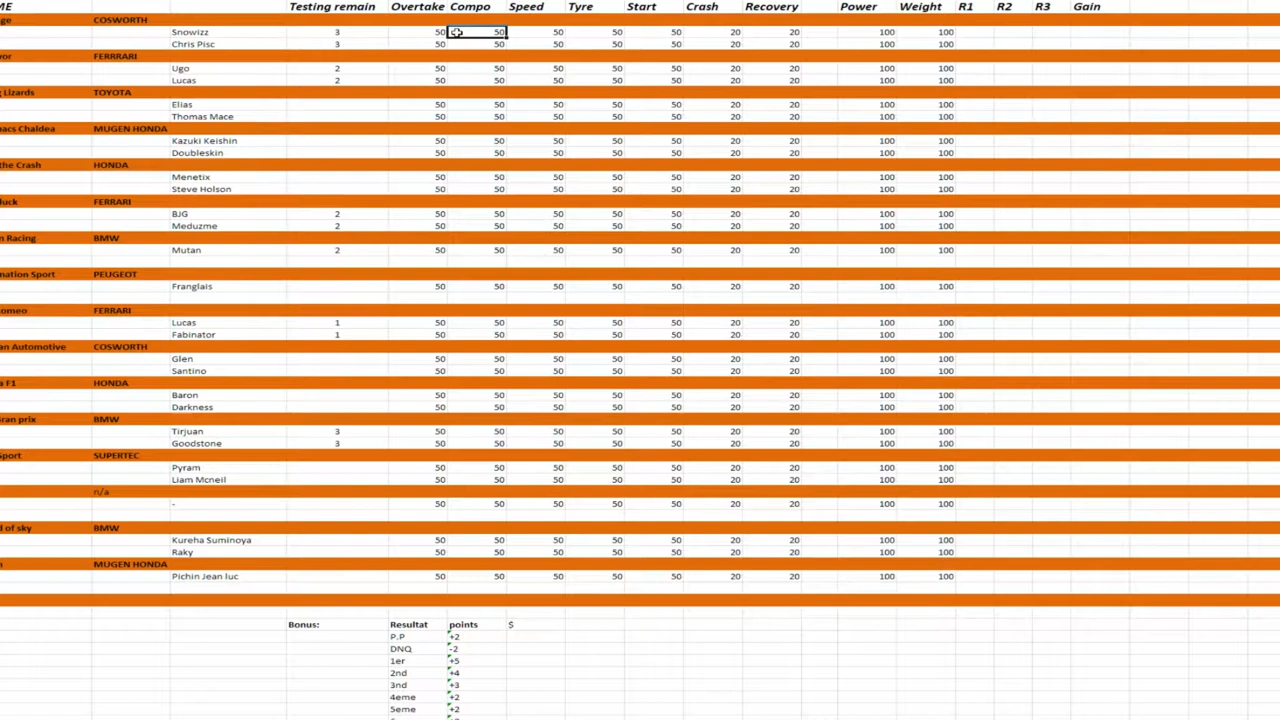 ME Testing remain Overtake Compo Speed Tyre Start Crash Recovery Power Weight R1 R2 R3 Gain
ge COSWORTH
Snowizz 3 50 50 50 50 50 20 20 100 100
Chris Pisc 3 50 50 50 50 50 20 20 100 100
or FERRRARI
Ugo 2 50 50 50 50 50 20 20 100 100
Lucas 2 50 50 50 50 50 20 20 100 100
g Lizards TOYOTA
Elias 50 50 50 50 50 20 20 100 100
Thomas Mace 50 50 50 50 50 20 20 100 100
nacs Chaldea MUGEN HONDA
Kazuki Keishin 50 50 50 50 50 20 20 100 100
Doubleskin 50 50 50 50 50 20 20 100 100
the Crash HONDA
Menetix 50 50 50 50 50 20 20 100 100
Steve Holson 50 50 50 50 50 20 20 100 100
luck FERRARI
BJG 2 50 50 50 50 50 20 20 100 100
Meduzme 2 50 50 50 50 50 20 20 100 100
n Racing BMW
Mutan 2 50 50 50 50 50 20 20 100 100
nation Sport PEUGEOT
Franglais 50 50 50 50 50 20 20 100 100
omeo FERRARI
Lucas 1 50 50 50 50 50 20 20 100 100
Fabinator 1 50 50 50 50 50 20 20 100 100
an Automotive COSWORTH
Glen 50 50 50 50 50 20 20 100 100
Santino 50 50 50 50 50 20 20 100 100
a F1 HONDA
Baron 50 50 50 50 50 20 20 100 100
Darkness 50 50 50 50 50 20 20 100 100
Gran prix BMW
Tirjuan 3 50 50 50 50 50 20 20 100 100
Goodstone 3 50 50 50 50 50 20 20 100 100
Sport SUPERTEC
Pyram 50 50 50 50 50 20 20 100 100
Liam Mcneil 50 50 50 50 50 20 20 100 100
n/a
- 50 50 50 50 50 20 20 100 100
d of sky BMW
Kureha Suminoya 50 50 50 50 50 20 20 100 100
Raky 50 50 50 50 50 20 20 100 100
n MUGEN HONDA
Pichin Jean luc 50 50 50 50 50 20 20 100 100
Bonus: Resultat points $
P.P +2
DNQ -2
1er +5
2nd +4
3nd +3
4eme +2
5eme +2